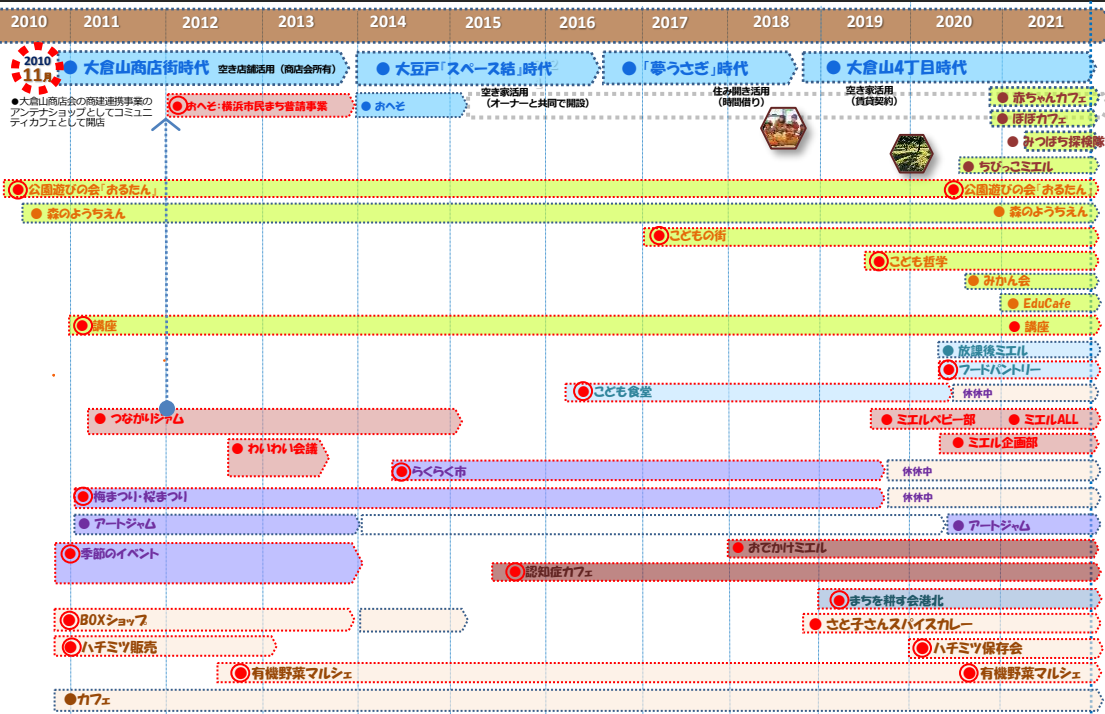 2010 2011 2012 2013 2014 2015 2016 2017 2018 2019 2020 2021
2010
11月
大倉山商店街時代 空き店舗活用（商店会所有）
大豆戸「スペース結」時代
「夢うさぎ」時代
大倉山4丁目時代
●大倉山商店会の商建連携事業の
アンテナショップとしてコミュニ
ティカフェとして開店
おへそ：横浜市民まち普請事業
おへそ
空き家活用
（オーナーと共同で開設）
住み開き活用
（時間借り）
空き家活用
（賃貸契約）
赤ちゃんカフェ
ぽぽカフェ
みつばち探検隊
ちびっこミエル
公園遊びの会「おるたん」
公園遊びの会「おるたん」
森のようちえん
森のようちえん
こどもの街
こども哲学
みかん会
EduCafe
講座
講座
放課後ミエル
フードパントリー
こども食堂
休休中
つながりジャム
ミエルベビー部
ミエルALL
わいわい会議
ミエル企画部
らくらく市
休休中
梅まつり・桜まつり
休休中
アートジャム
アートジャム
季節のイベント
おでかけミエル
認知症カフェ
まちを耕す会港北
BOXショップ
さと子さんスパイスカレー
ハチミツ販売
ハチミツ保存会
有機野菜マルシェ
有機野菜マルシェ
カフェ